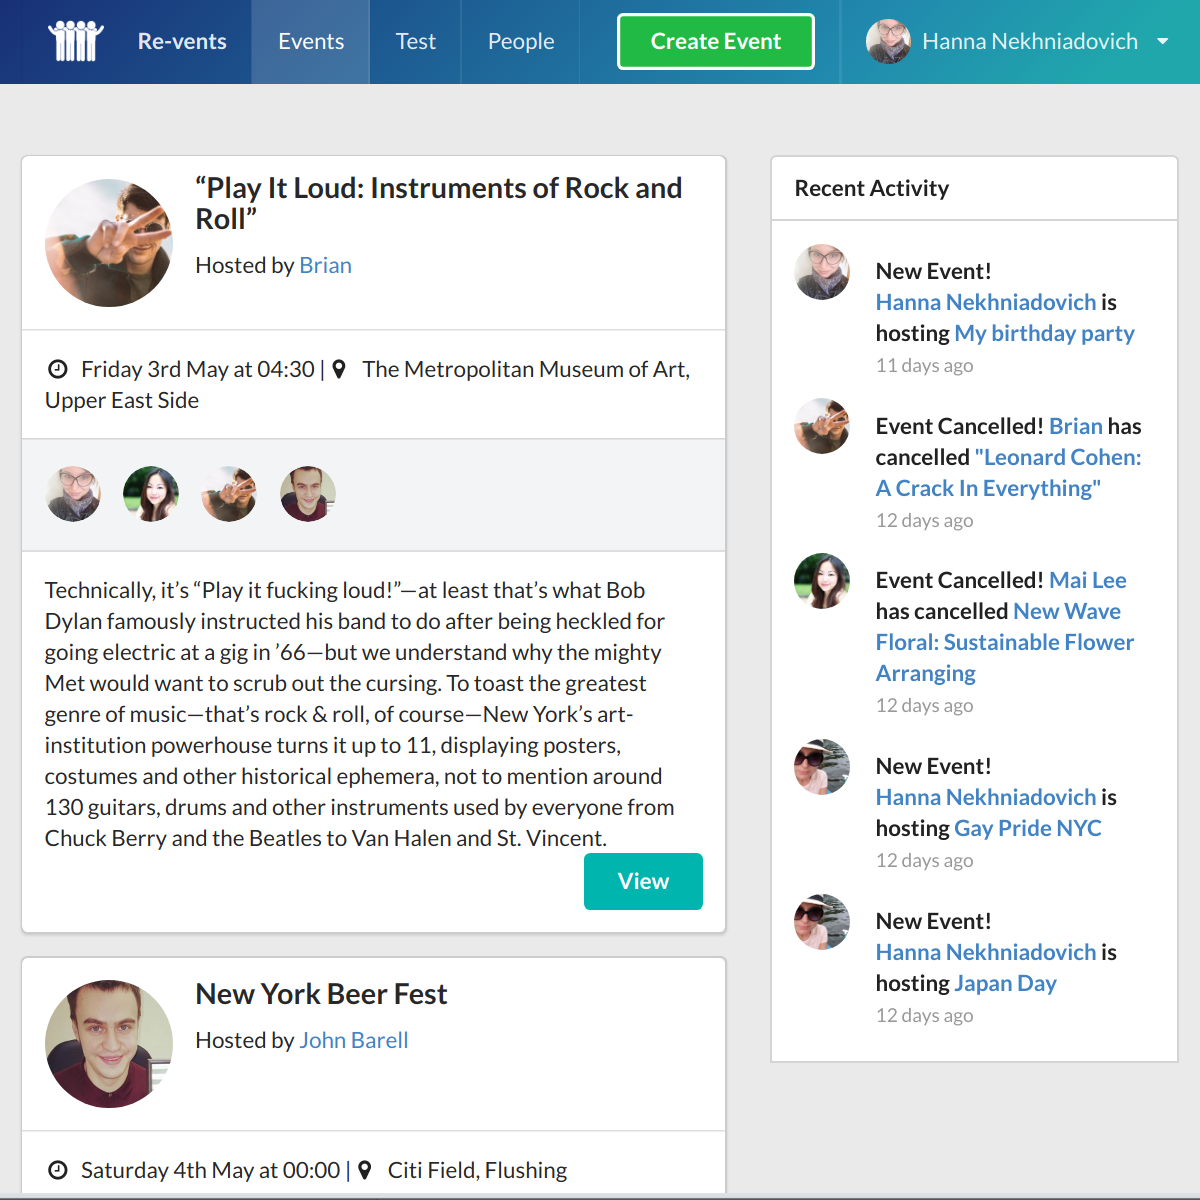 Re-vents
Events
Test
People
Create Event
Hanna Nekhniadovich
“Play It Loud: Instruments of Rock and
Roll”
Hosted by Brian
Friday 3rd May at 04:30 | The Metropolitan Museum of Art,
Upper East Side
Technically, it’s “Play it fucking loud!”—at least that’s what Bob
Dylan famously instructed his band to do after being heckled for
going electric at a gig in ’66—but we understand why the mighty
Met would want to scrub out the cursing. To toast the greatest
genre of music—that’s rock & roll, of course—New York’s art-
institution powerhouse turns it up to 11, displaying posters,
costumes and other historical ephemera, not to mention around
130 guitars, drums and other instruments used by everyone from
Chuck Berry and the Beatles to Van Halen and St. Vincent.
View
New York Beer Fest
Hosted by John Barell
Saturday 4th May at 00:00 | Citi Field, Flushing
Recent Activity
New Event!
Hanna Nekhniadovich is
hosting My birthday party
11 days ago
Event Cancelled! Brian has
cancelled "Leonard Cohen:
A Crack In Everything"
12 days ago
Event Cancelled! Mai Lee
has cancelled New Wave
Floral: Sustainable Flower
Arranging
12 days ago
New Event!
Hanna Nekhniadovich is
hosting Gay Pride NYC
12 days ago
New Event!
Hanna Nekhniadovich is
hosting Japan Day
12 days ago